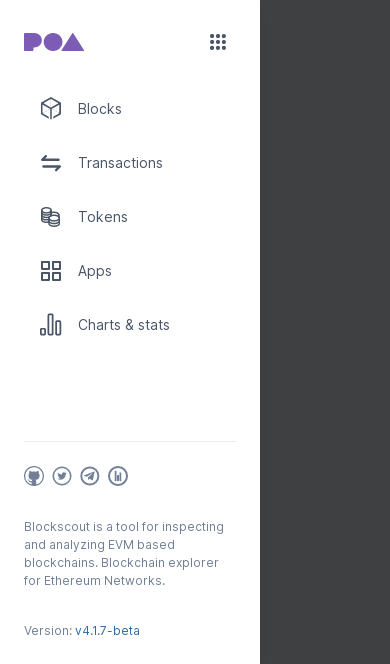 POA
Blocks
Transactions
Tokens
Apps
Charts & stats
Blockscout is a tool for inspecting
and analyzing EVM based
blockchains. Blockchain explorer
for Ethereum Networks.
Version: v4.1.7-beta